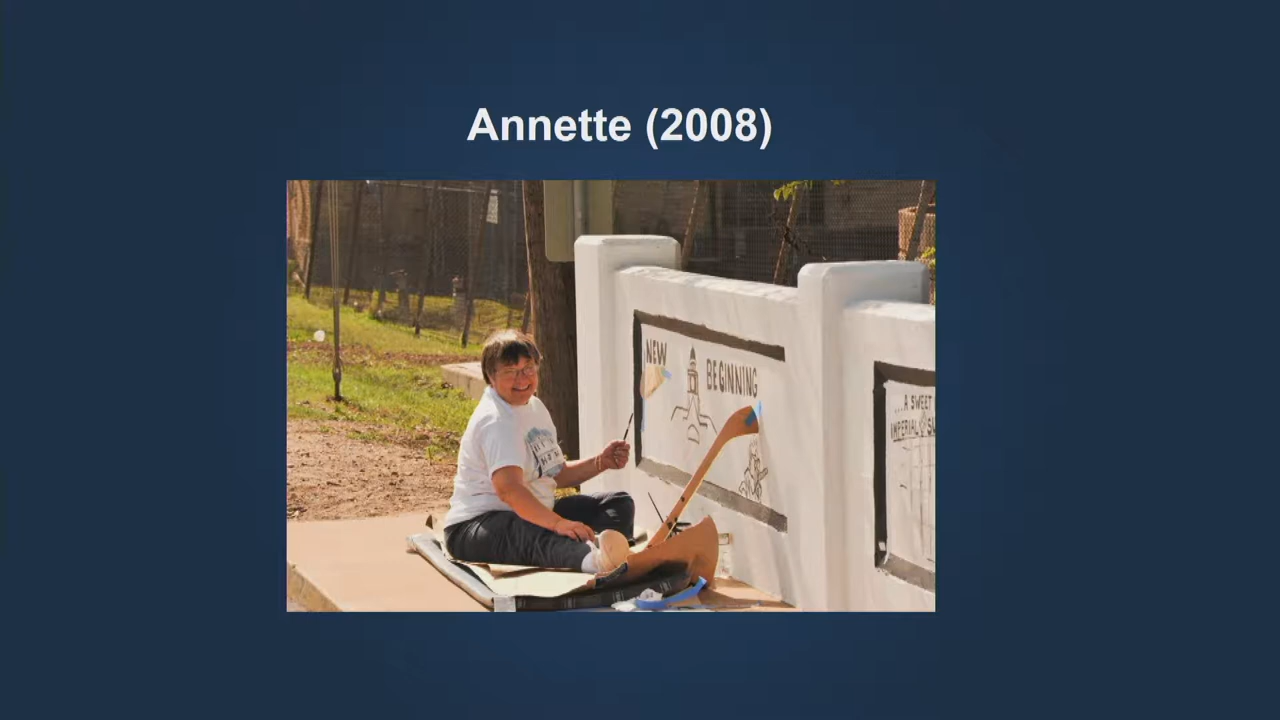 Annette (2008)
NEW
BEGINNING
...A SWEET
IMPERIAL